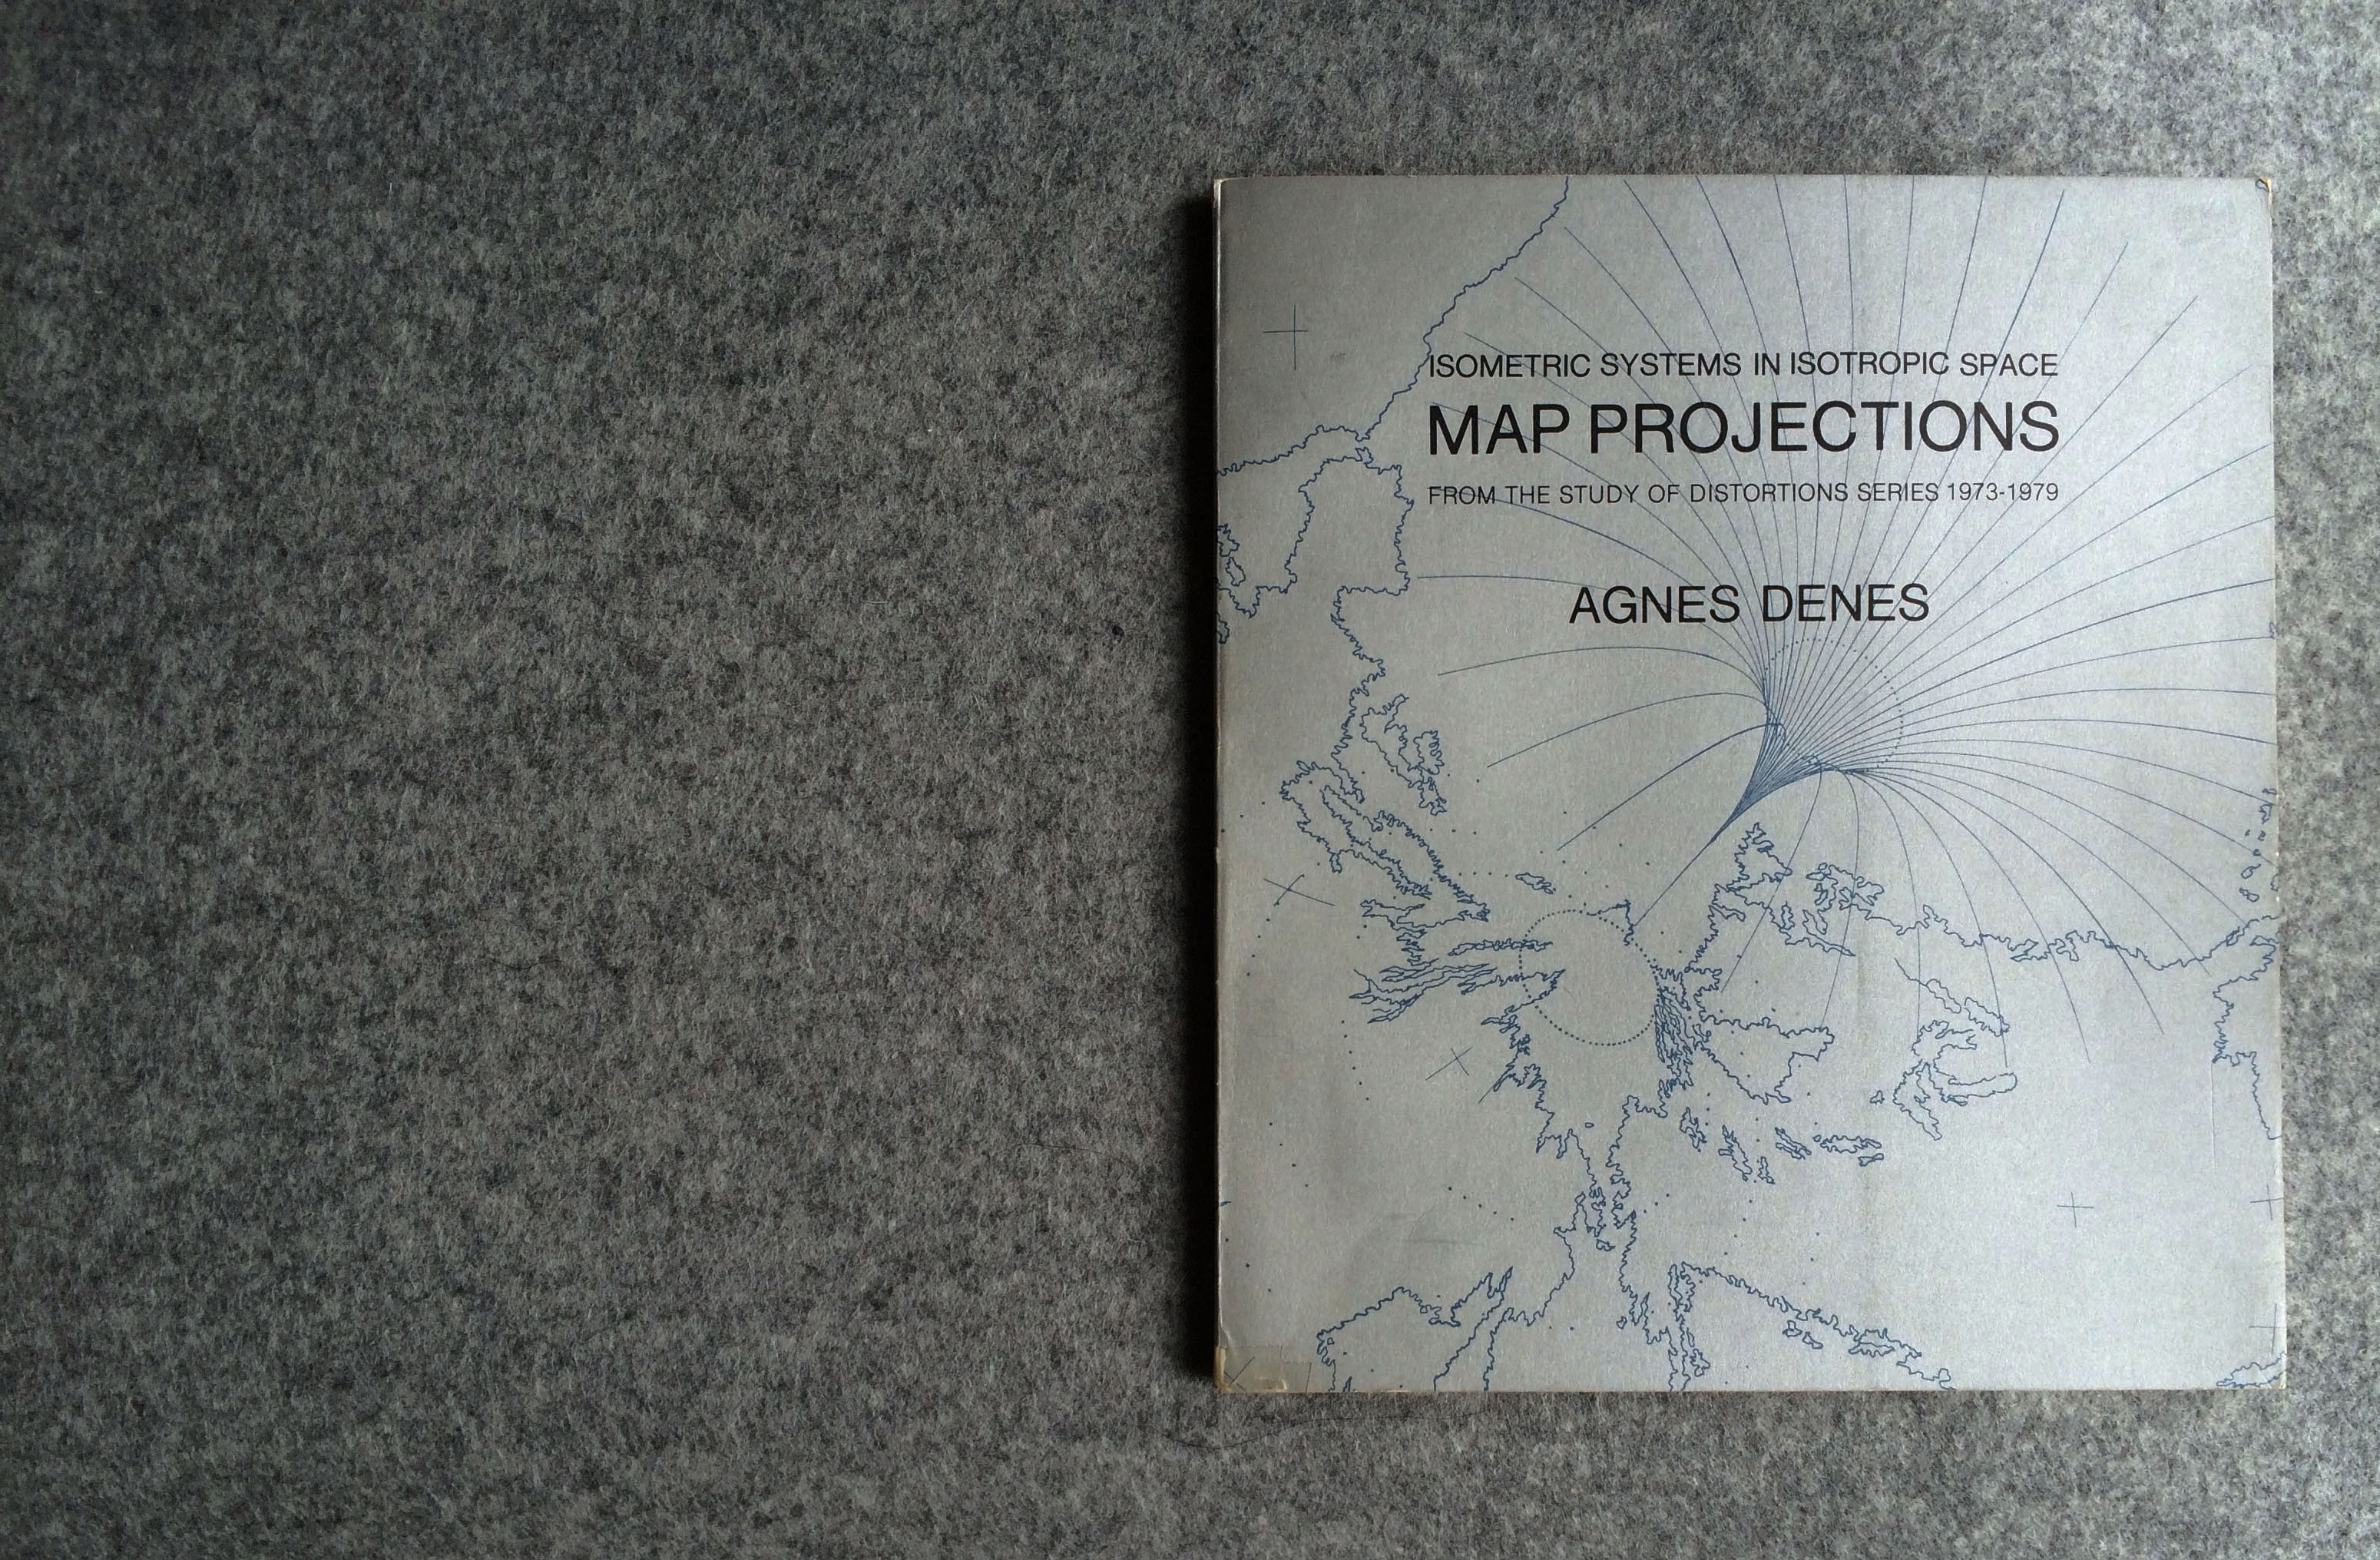 ISOMETRIC SYSTEMS IN ISOTROPIC SPACE
MAP PROJECTIONS
FROM THE STUDY OF DISTORTIONS SERIES 1973-1979
AGNES DENES